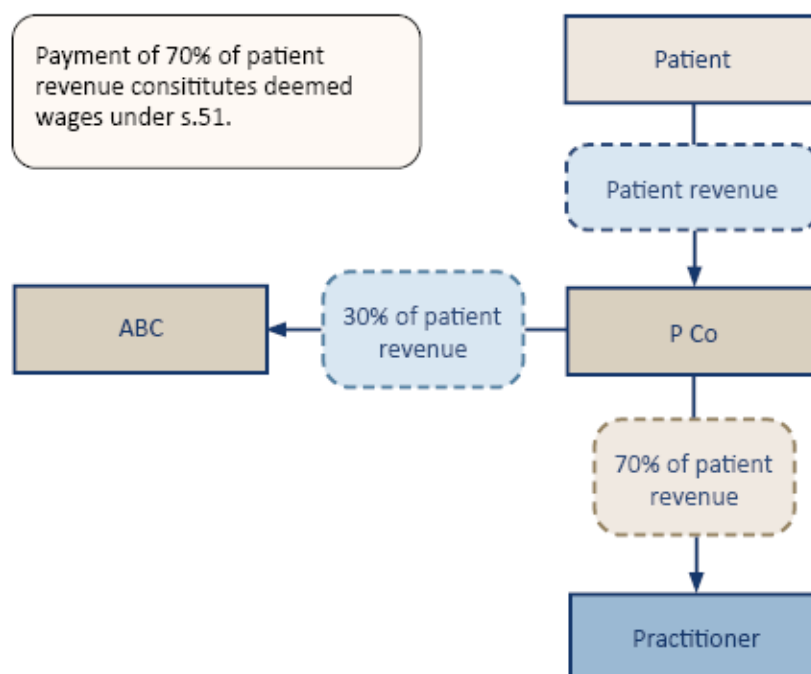 Payment of 70% of patient
revenue consititutes deemed
wages under s.51.
Patient
Patient revenue
ABC
30% of patient
revenue
P Co
70% of patient
revenue
Practitioner